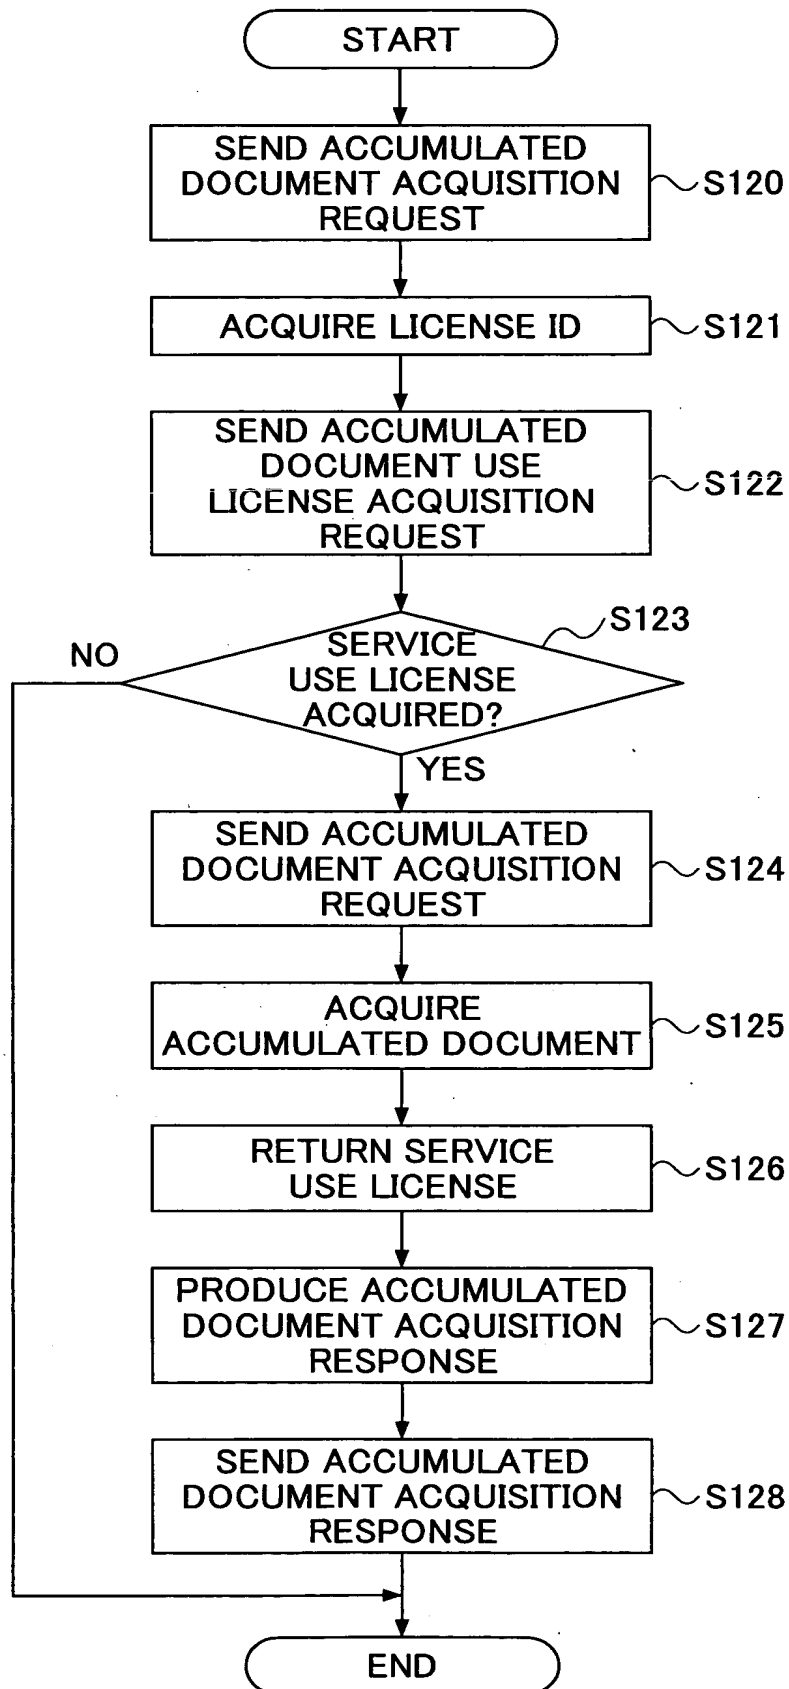 START
SEND ACCUMULATED
DOCUMENT ACQUISITION
REQUEST
S120
ACQUIRE LICENSE ID
S121
SEND ACCUMULATED
DOCUMENT USE
LICENSE ACQUISITION
REQUEST
S122
S123
SERVICE
USE LICENSE
ACQUIRED?
NO
YES
SEND ACCUMULATED
DOCUMENT ACQUISITION
REQUEST
S124
ACQUIRE
ACCUMULATED DOCUMENT
S125
RETURN SERVICE
USE LICENSE
S126
PRODUCE ACCUMULATED
DOCUMENT ACQUISITION
RESPONSE
S127
SEND ACCUMULATED
DOCUMENT ACQUISITION
RESPONSE
S128
END